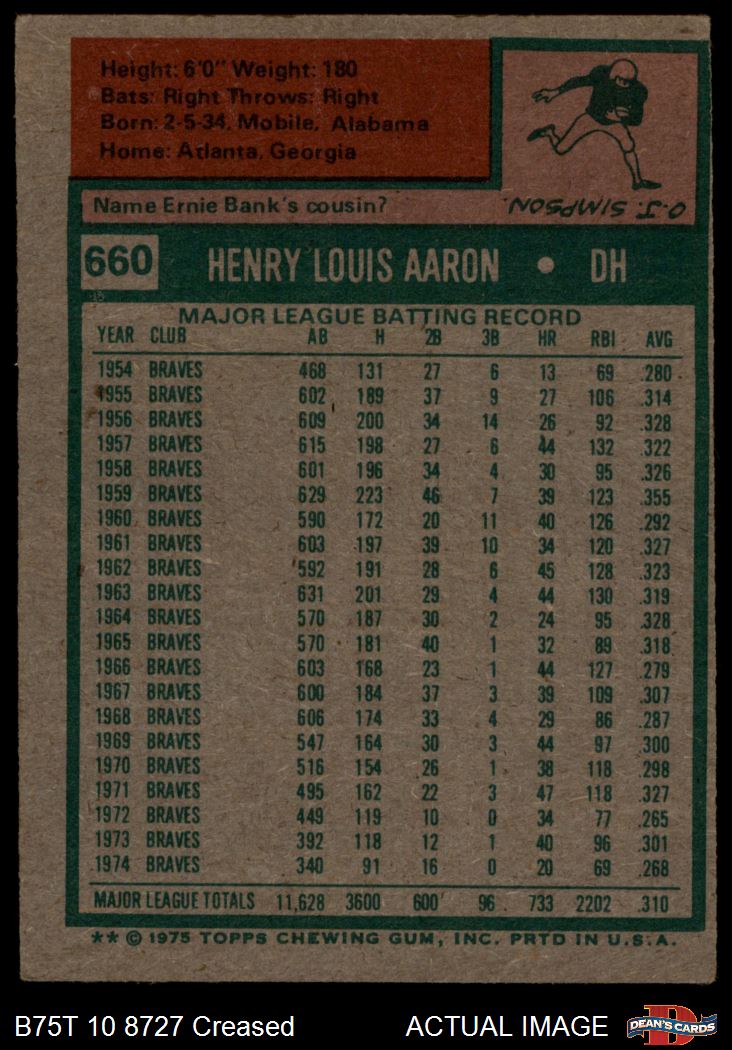 Height: 6'0" Weight: 180
Bats: Right Throws: Right
Born: 2-5-34, Mobile, Alabama
Home: Atlanta, Georgia
Name Ernie Bank's cousin?
O.J. SIMPSON.
660 HENRY LOUIS AARON • DH
MAJOR LEAGUE BATTING RECORD
YEAR CLUB AB H 2B 3B HR RBI AVG
1954 BRAVES 468 131 27 6 13 69 .280
1955 BRAVES 602 189 37 9 27 106 .314
1956 BRAVES 609 200 34 14 26 92 .328
1957 BRAVES 615 198 27 6 44 132 .322
1958 BRAVES 601 196 34 4 30 95 .326
1959 BRAVES 629 223 46 7 39 123 .355
1960 BRAVES 590 172 20 11 40 126 .292
1961 BRAVES 603 197 39 10 34 120 .327
1962 BRAVES 592 191 28 6 45 128 .323
1963 BRAVES 631 201 29 4 44 130 .319
1964 BRAVES 570 187 30 2 24 95 .328
1965 BRAVES 570 181 40 1 32 89 .318
1966 BRAVES 603 168 23 1 44 127 .279
1967 BRAVES 600 184 37 3 39 109 .307
1968 BRAVES 606 174 33 4 29 86 .287
1969 BRAVES 547 164 30 3 44 97 .300
1970 BRAVES 516 154 26 1 38 118 .298
1971 BRAVES 495 162 22 3 47 118 .327
1972 BRAVES 449 119 10 0 34 77 .265
1973 BRAVES 392 118 12 1 40 96 .301
1974 BRAVES 340 91 16 0 20 69 .268
MAJOR LEAGUE TOTALS 11,628 3600 600 96 733 2202 .310
** © 1975 TOPPS CHEWING GUM, INC. PRTD IN U.S.A.
B75T 10 8727 Creased ACTUAL IMAGE DEAN'S CARDS